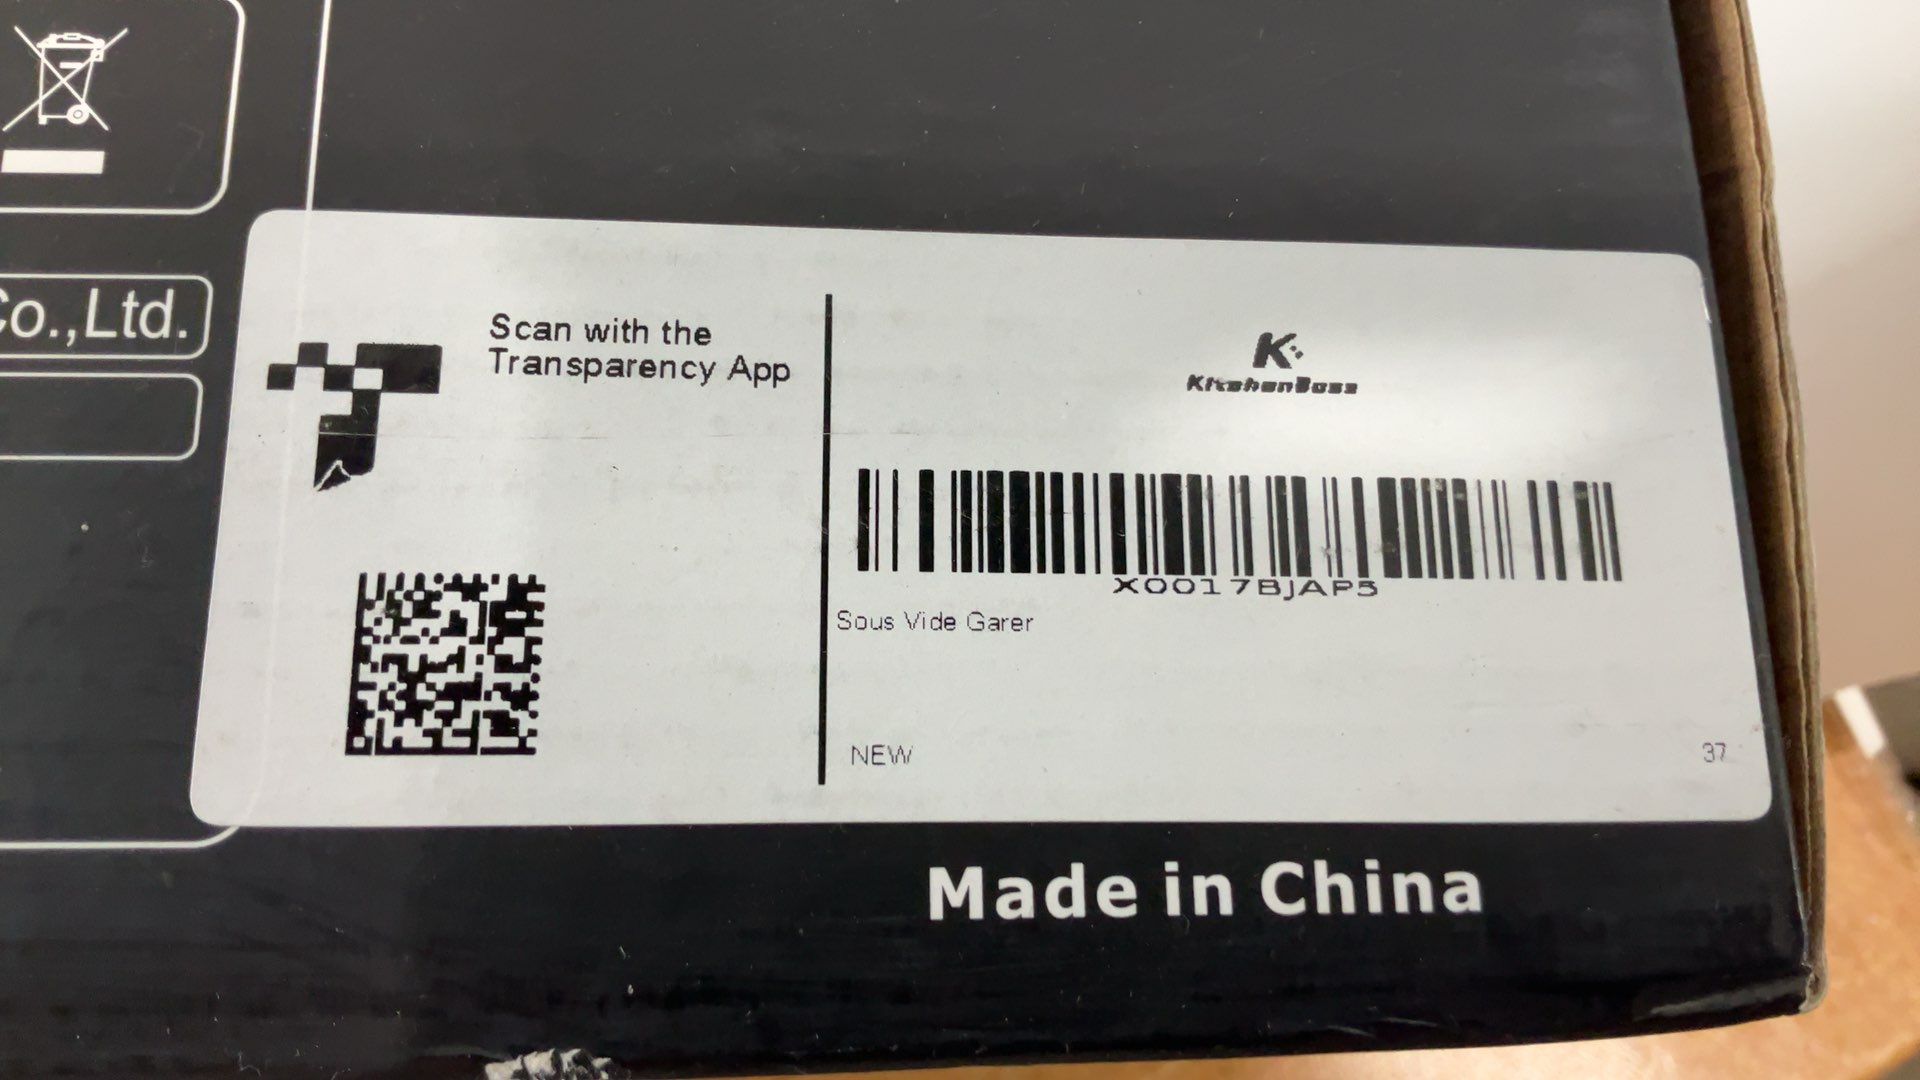 Co.,Ltd.
Scan with the
Transparency App
K
KitchenBoss
X0017BJAP5
Sous Vide Garer
NEW
37
Made in China